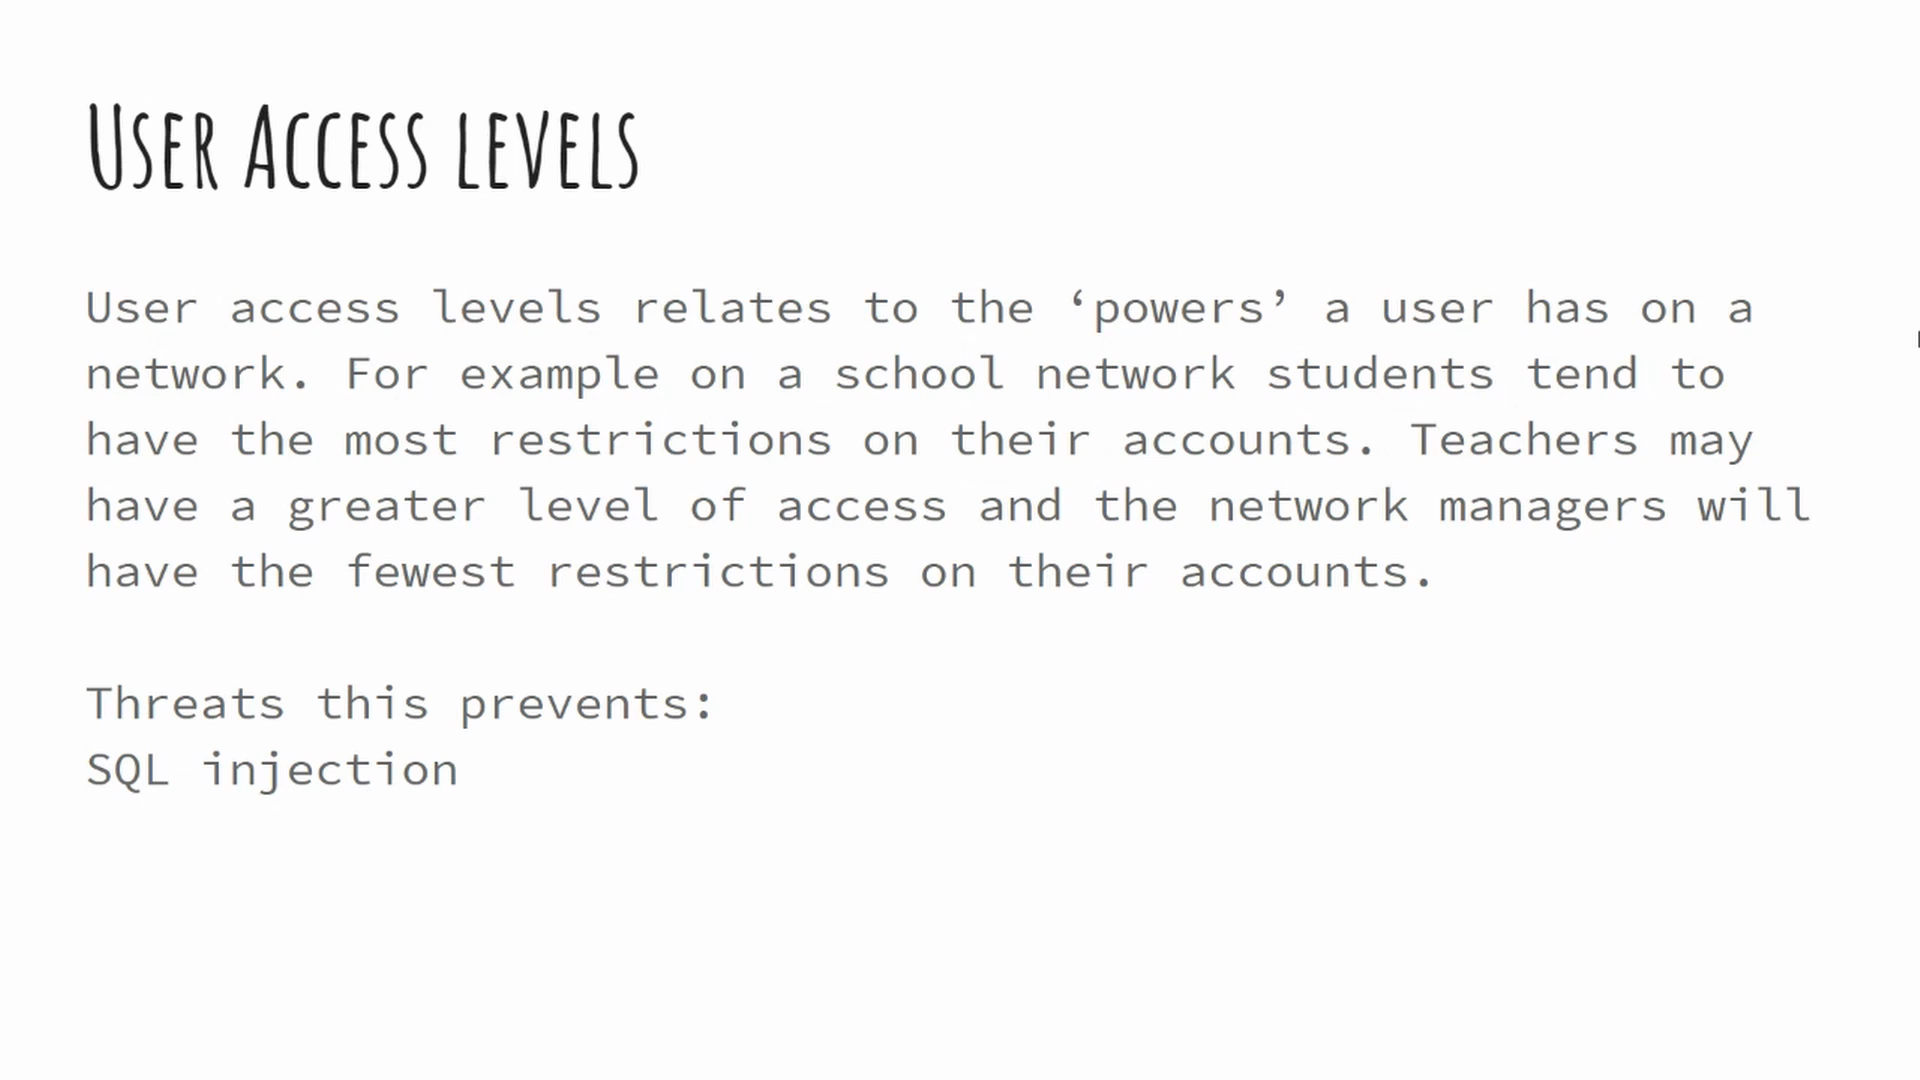 User Access levels
User access levels relates to the ‘powers’ a user has on a
network. For example on a school network students tend to
have the most restrictions on their accounts. Teachers may
have a greater level of access and the network managers will
have the fewest restrictions on their accounts.
Threats this prevents:
SQL injection